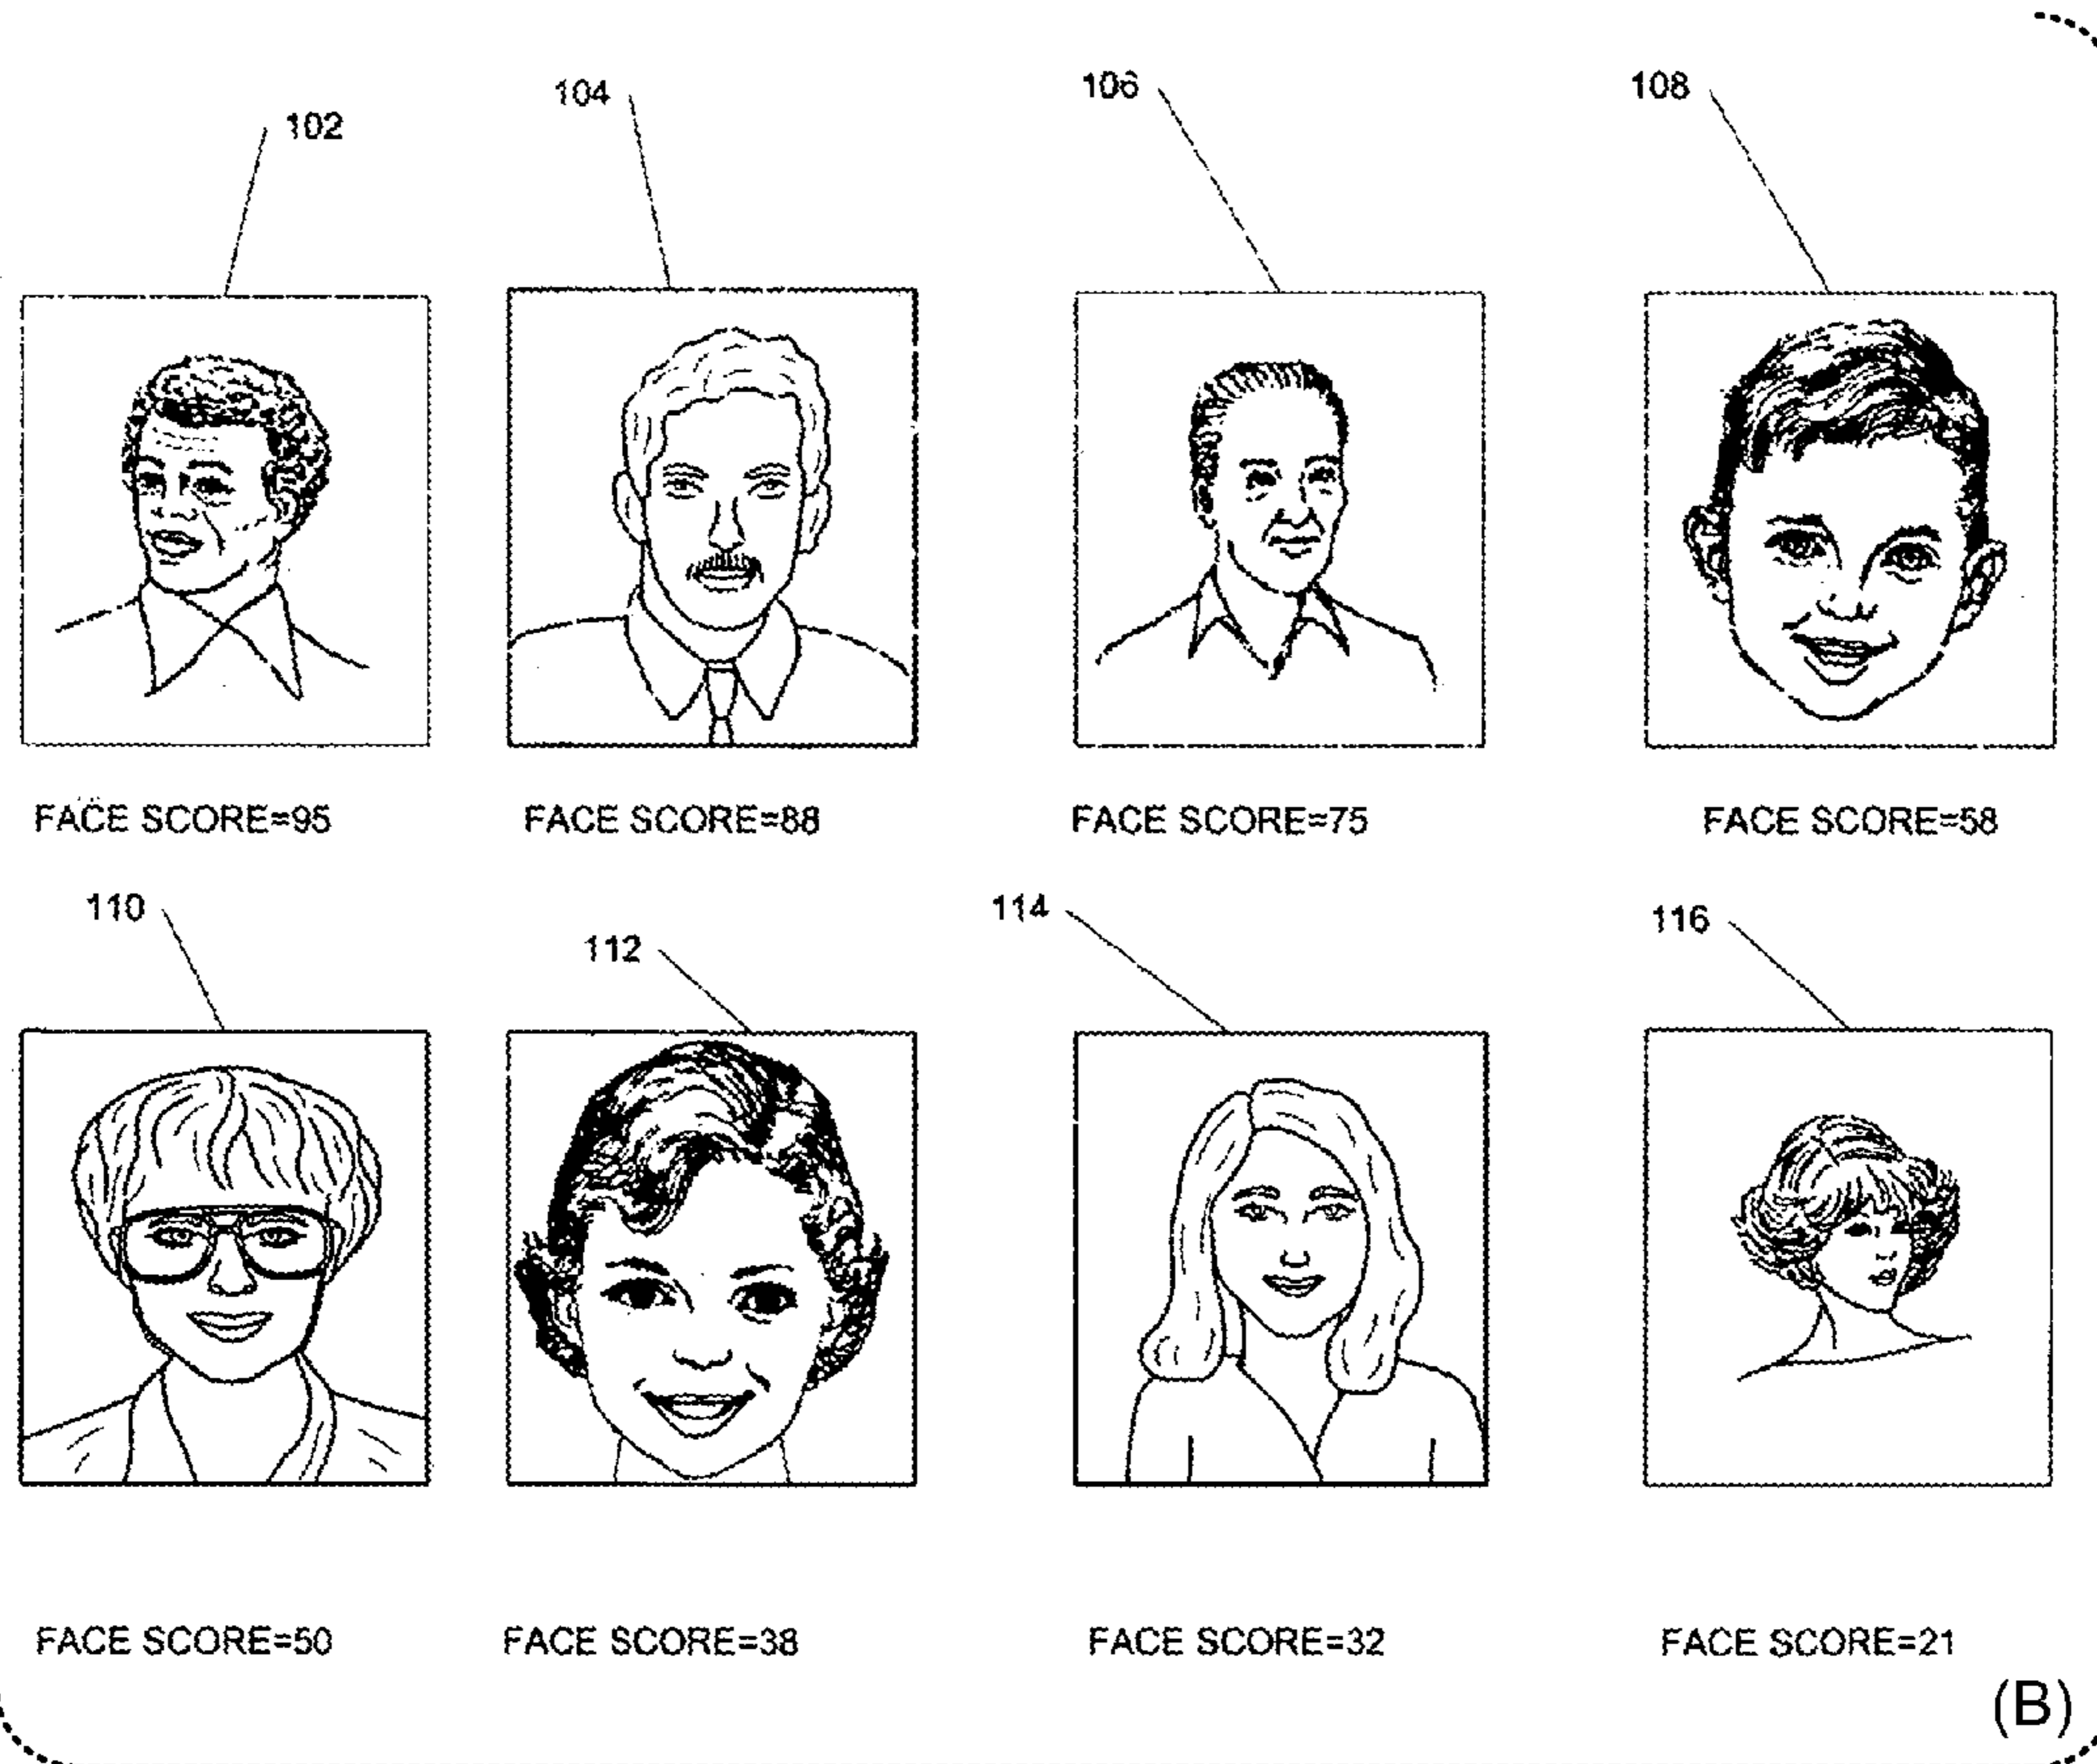 102
104
106
108
FACE SCORE=95
FACE SCORE=88
FACE SCORE=75
FACE SCORE=58
110
112
114
116
FACE SCORE=50
FACE SCORE=38
FACE SCORE=32
FACE SCORE=21
(B)